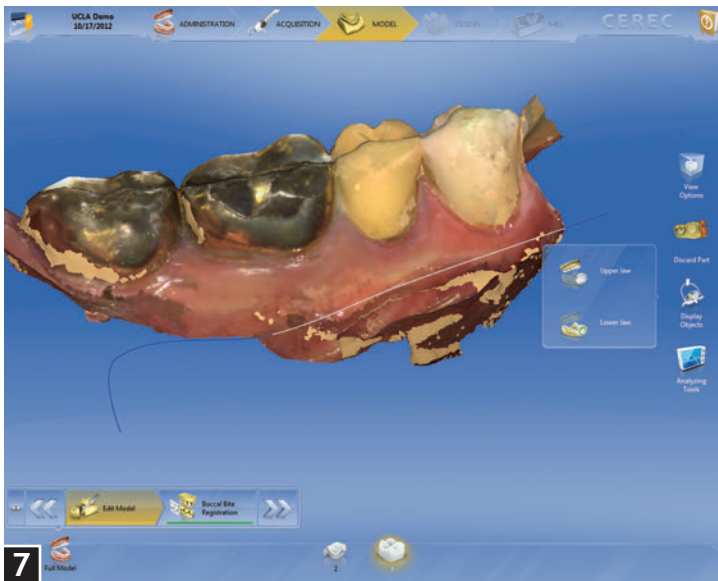 UCLA Demo
10/17/2012
ADMINISTRATION
ACQUISITION
MODEL
DESIGN
MILL
CEREC
View
Options
Discard Part
Upper Jaw
Lower Jaw
Display
Objects
Analyzing
Tools
Edit Model
Buccal Bite
Registration
Full Model
2
7